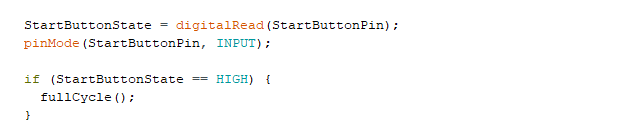 StartButtonState = digitalRead(StartButtonPin);
pinMode(StartButtonPin, INPUT);

if (StartButtonState == HIGH) {
  fullCycle();
}